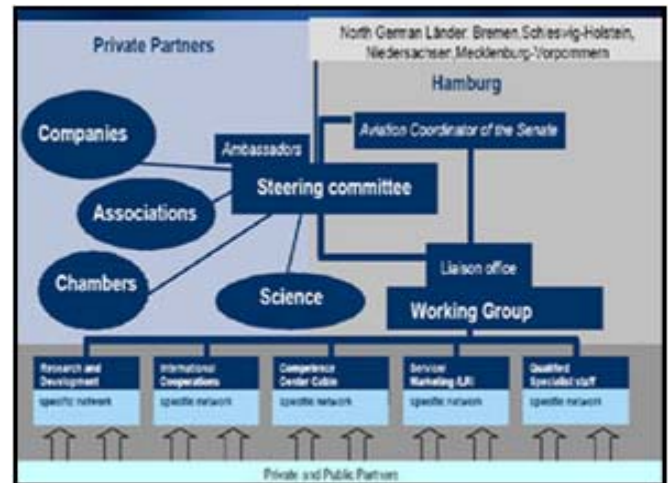 Private Partners
North German Länder: Bremen,Schleswig-Holstein,
Niedersachsen,Mecklenburg-Vorpommern
Hamburg
Companies
Ambassadors
Aviation Coordinator of the Senate
Steering committee
Associations
Chambers
Science
Liaison office
Working Group
Research and
Development
specific network
International
Cooperations
specific network
Competence
Center Cabin
specific network
Service/
Marketing
specific network
Qualified
Specialist staff
specific network
Private and Public Partners